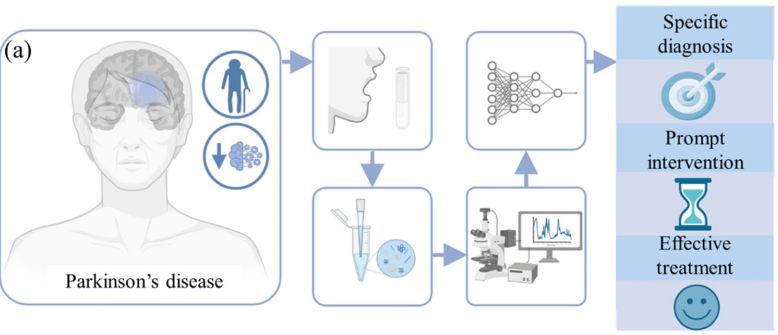 (a)
Parkinson's disease
Specific
diagnosis
Prompt
intervention
Effective
treatment